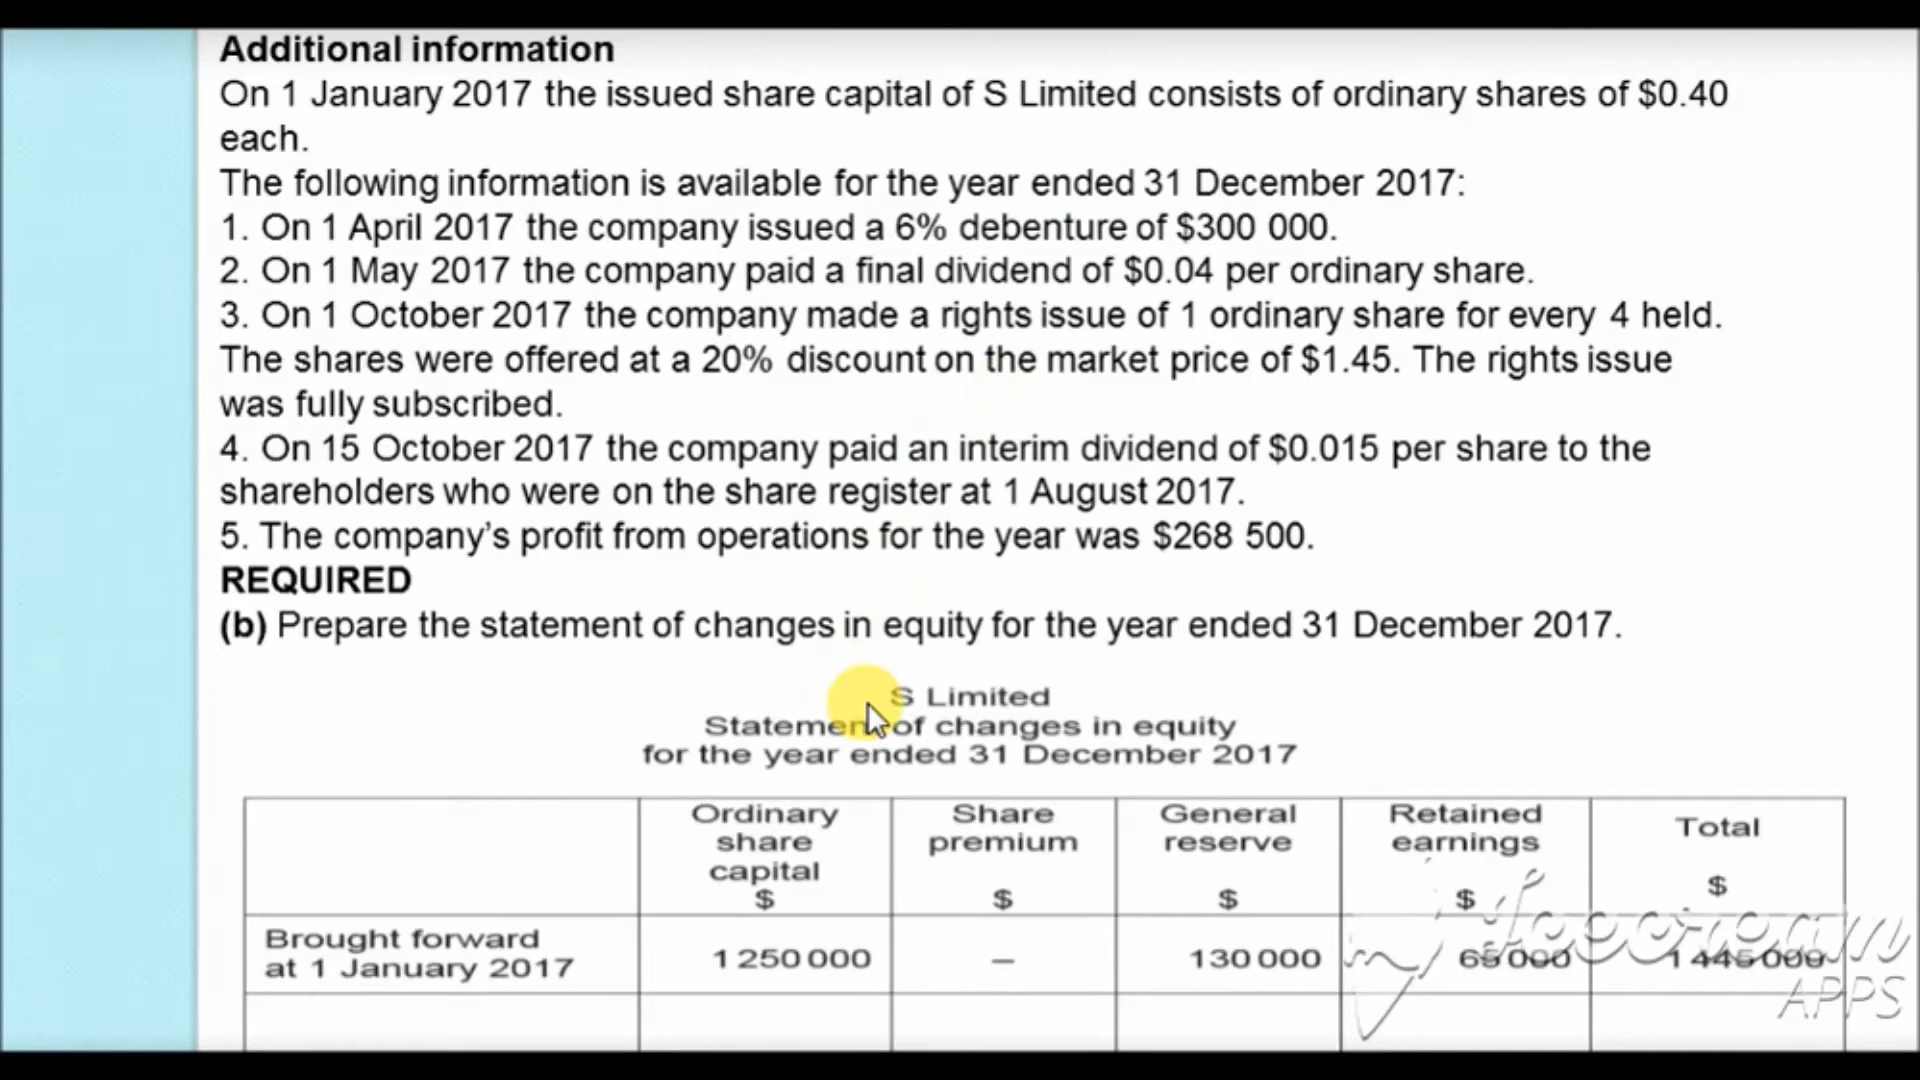 Additional information
On 1 January 2017 the issued share capital of S Limited consists of ordinary shares of $0.40
each.
The following information is available for the year ended 31 December 2017:
1. On 1 April 2017 the company issued a 6% debenture of $300 000.
2. On 1 May 2017 the company paid a final dividend of $0.04 per ordinary share.
3. On 1 October 2017 the company made a rights issue of 1 ordinary share for every 4 held.
The shares were offered at a 20% discount on the market price of $1.45. The rights issue
was fully subscribed.
4. On 15 October 2017 the company paid an interim dividend of $0.015 per share to the
shareholders who were on the share register at 1 August 2017.
5. The company’s profit from operations for the year was $268 500.
REQUIRED
(b) Prepare the statement of changes in equity for the year ended 31 December 2017.
S Limited
Statement of changes in equity
for the year ended 31 December 2017
Ordinary share capital $
Share premium $
General reserve $
Retained earnings $
Total $
Brought forward at 1 January 2017 1 250 000 – 130 000 65 000 1 445 000
APPS